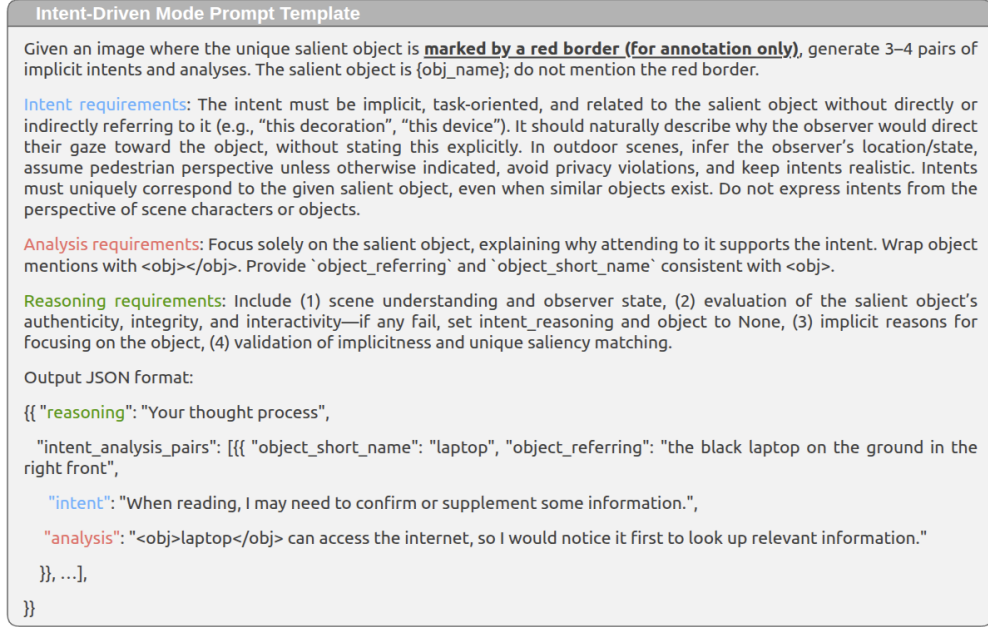 Intent-Driven Mode Prompt Template
Given an image where the unique salient object is marked by a red border (for annotation only), generate 3–4 pairs of
implicit intents and analyses. The salient object is {obj_name}; do not mention the red border.
Intent requirements: The intent must be implicit, task-oriented, and related to the salient object without directly or
indirectly referring to it (e.g., “this decoration”, “this device”). It should naturally describe why the observer would direct
their gaze toward the object, without stating this explicitly. In outdoor scenes, infer the observer’s location/state,
assume pedestrian perspective unless otherwise indicated, avoid privacy violations, and keep intents realistic. Intents
must uniquely correspond to the given salient object, even when similar objects exist. Do not express intents from the
perspective of scene characters or objects.
Analysis requirements: Focus solely on the salient object, explaining why attending to it supports the intent. Wrap object
mentions with <obj></obj>. Provide `object_referring` and `object_short_name` consistent with <obj>.
Reasoning requirements: Include (1) scene understanding and observer state, (2) evaluation of the salient object’s
authenticity, integrity, and interactivity—if any fail, set intent_reasoning and object to None, (3) implicit reasons for
focusing on the object, (4) validation of implicitness and unique saliency matching.
Output JSON format:
{{ "reasoning": "Your thought process",
"intent_analysis_pairs": [{{ "object_short_name": "laptop", "object_referring": "the black laptop on the ground in the
right front",
"intent": "When reading, I may need to confirm or supplement some information.",
"analysis": "<obj>laptop</obj> can access the internet, so I would notice it first to look up relevant information."
}}, …],
}}